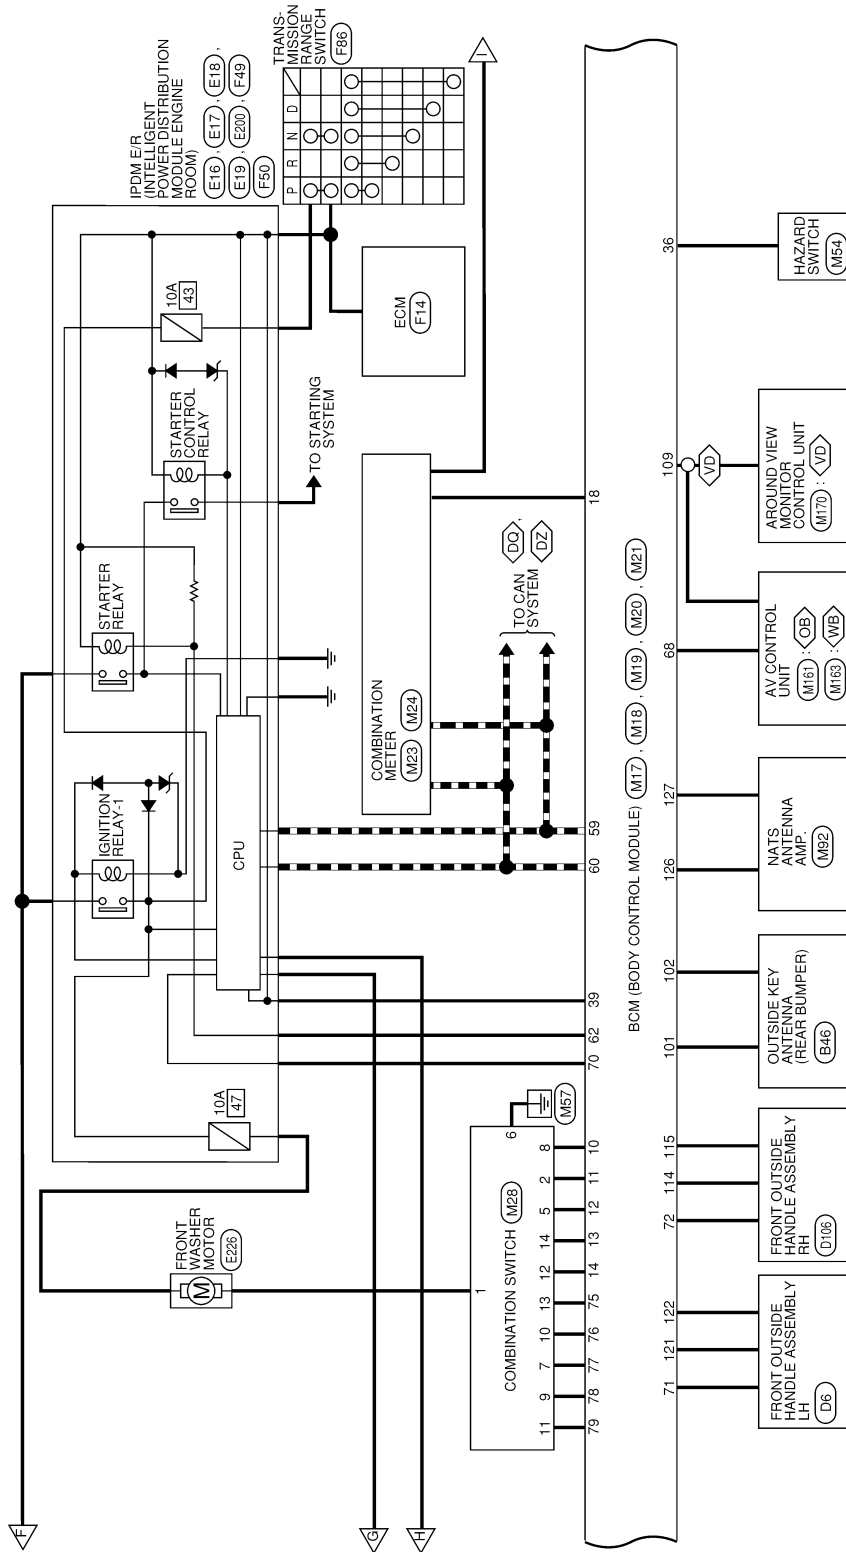 F
G
H
I
IPDM E/R
(INTELLIGENT
POWER DISTRIBUTION
MODULE ENGINE
ROOM)
E16 , E17 , E18 ,
E19 , E200 , F49
F50
10A
47
IGNITION
RELAY-1
STARTER
RELAY
STARTER
CONTROL
RELAY
10A
43
CPU
TRANS-
MISSION
RANGE
SWITCH
F86
P R N D
ECM
F14
TO STARTING
SYSTEM
FRONT
WASHER
MOTOR
E226
M
COMBINATION
METER
M23 M24
TO CAN
SYSTEM
DQ ,
DZ
COMBINATION SWITCH M28
1
6
M57
11 9 7 10 13 12 14 5 2 8
79 78 77 76 75 14 13 12 11 10
70 62 39 60 59 18
BCM (BODY CONTROL MODULE) M17 , M18 , M19 , M20 , M21
71 121 122 72 114 115 101 102 126 127 68 109 36
VD
FRONT OUTSIDE
HANDLE ASSEMBLY
LH
D6
FRONT OUTSIDE
HANDLE ASSEMBLY
RH
D106
OUTSIDE KEY
ANTENNA
(REAR BUMPER)
B46
NATS
ANTENNA
AMP.
M92
AV CONTROL
UNIT
M161 : OB
M163 : WB
AROUND VIEW
MONITOR
CONTROL UNIT
M170 : VD
HAZARD
SWITCH
M54